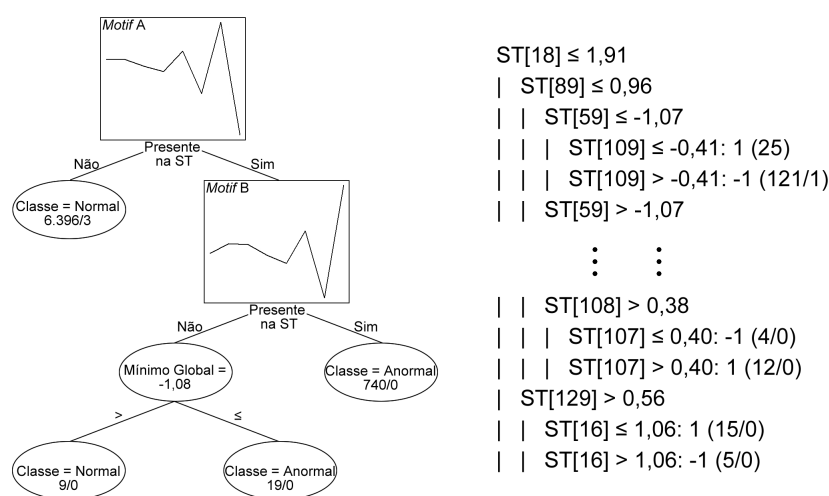 Motif A
Presente
na ST
Não
Sim
Classe = Normal
6.396/3
Motif B
Presente
na ST
Não
Sim
Mínimo Global =
-1,08
Classe = Anormal
740/0
>
≤
Classe = Normal
9/0
Classe = Anormal
19/0
ST[18] ≤ 1,91
| ST[89] ≤ 0,96
| | ST[59] ≤ -1,07
| | | ST[109] ≤ -0,41: 1 (25)
| | | ST[109] > -0,41: -1 (121/1)
| | ST[59] > -1,07
| | ST[108] > 0,38
| | | ST[107] ≤ 0,40: -1 (4/0)
| | | ST[107] > 0,40: 1 (12/0)
| ST[129] > 0,56
| | ST[16] ≤ 1,06: 1 (15/0)
| | ST[16] > 1,06: -1 (5/0)